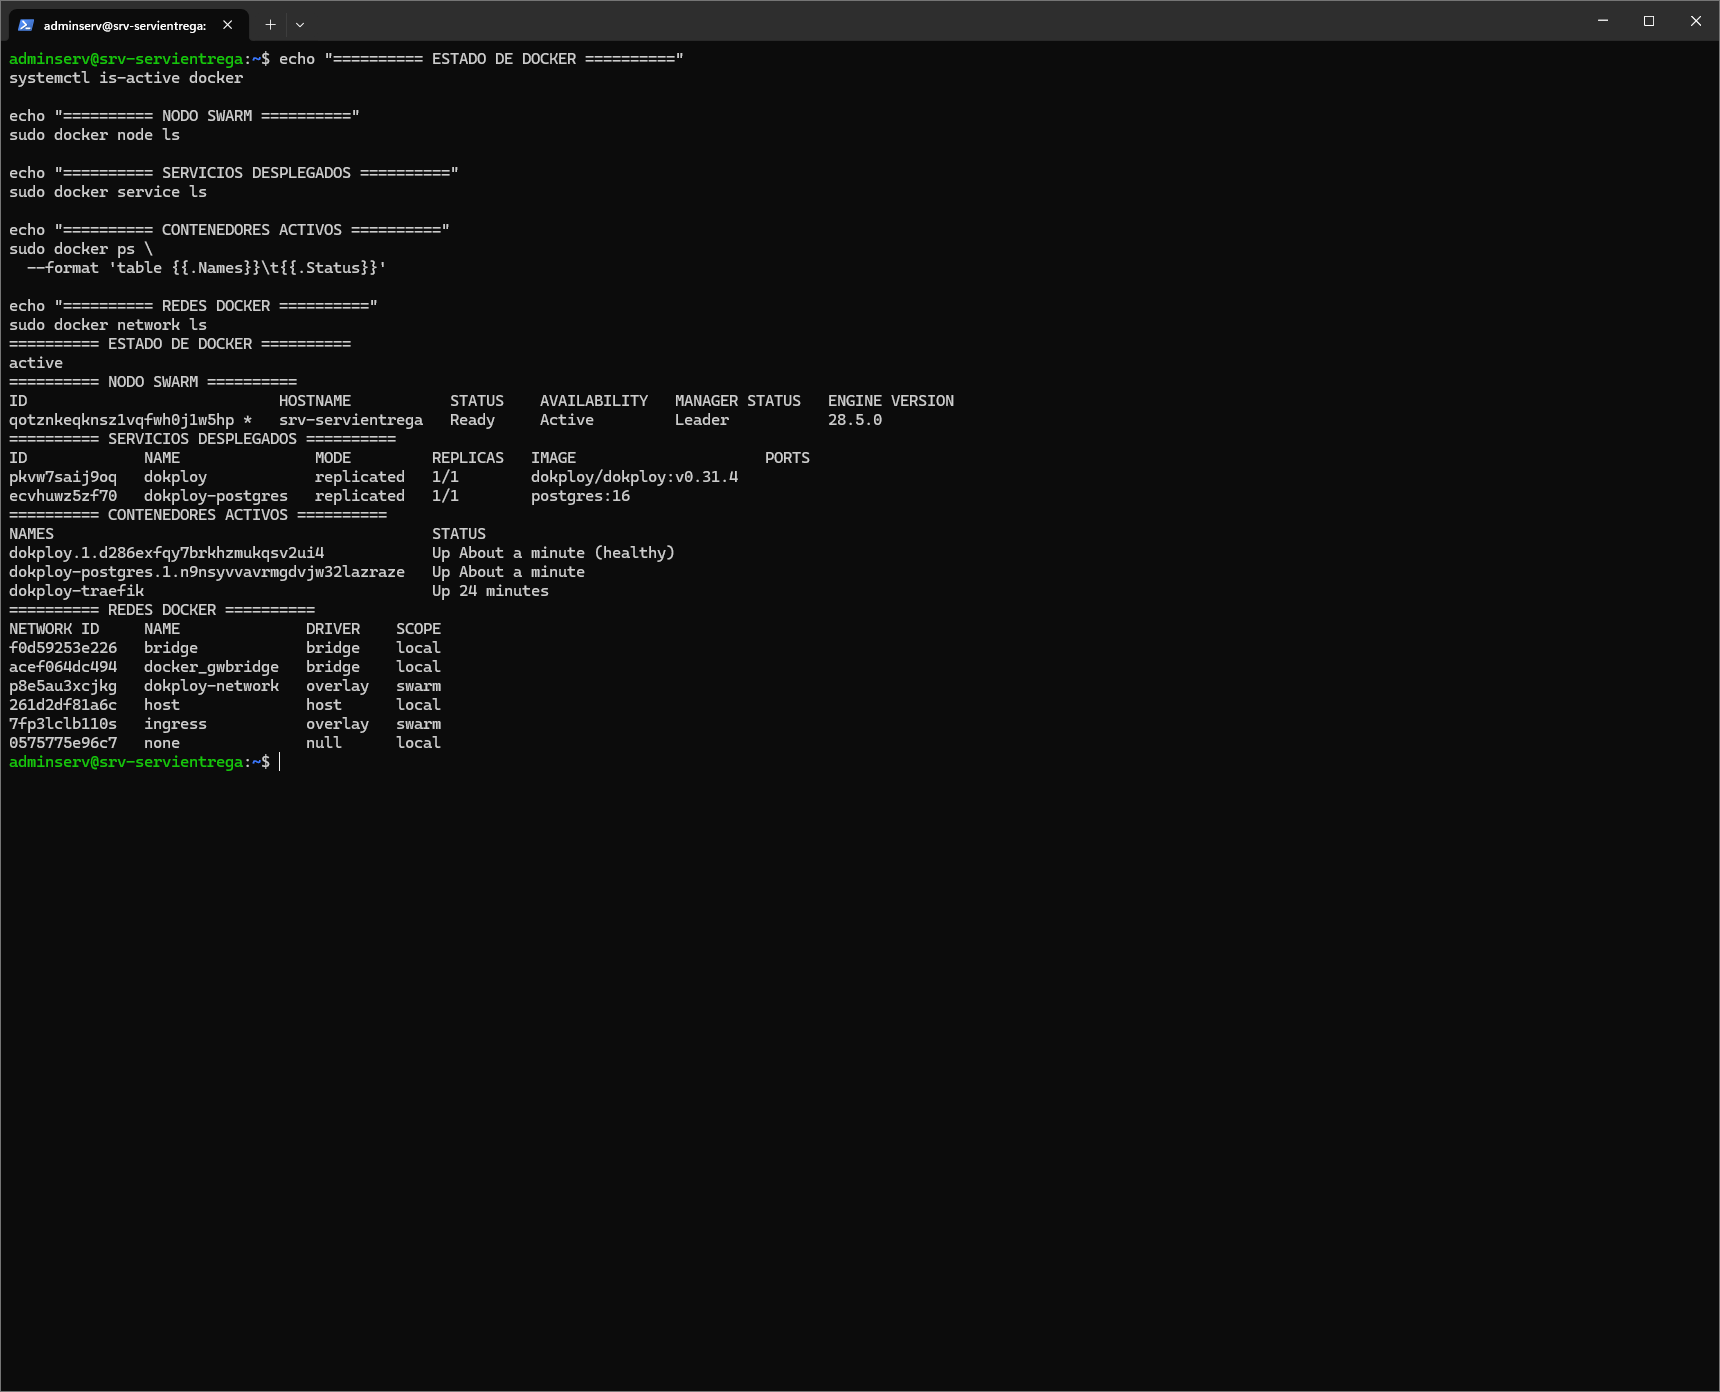 adminserv@srv-servientrega:
adminserv@srv-servientrega:~$ echo "========== ESTADO DE DOCKER =========="
systemctl is-active docker
echo "========== NODO SWARM =========="
sudo docker node ls
echo "========== SERVICIOS DESPLEGADOS =========="
sudo docker service ls
echo "========== CONTENEDORES ACTIVOS =========="
sudo docker ps \
  --format 'table {{.Names}}\t{{.Status}}'
echo "========== REDES DOCKER =========="
sudo docker network ls
========== ESTADO DE DOCKER ==========
active
========== NODO SWARM ==========
ID                            HOSTNAME           STATUS    AVAILABILITY   MANAGER STATUS   ENGINE VERSION
qotznkeqknsz1vqfwh0j1w5hp *   srv-servientrega   Ready     Active         Leader           28.5.0
========== SERVICIOS DESPLEGADOS ==========
ID             NAME               MODE         REPLICAS   IMAGE                     PORTS
pkvw7saij9oq   dokploy            replicated   1/1        dokploy/dokploy:v0.31.4
ecvhuwz5zf70   dokploy-postgres   replicated   1/1        postgres:16
========== CONTENEDORES ACTIVOS ==========
NAMES                                          STATUS
dokploy.1.d286exfqy7brkhzmukqsv2ui4            Up About a minute (healthy)
dokploy-postgres.1.n9nsyvvavrmgdvjw32lazraze   Up About a minute
dokploy-traefik                                Up 24 minutes
========== REDES DOCKER ==========
NETWORK ID     NAME              DRIVER    SCOPE
f0d59253e226   bridge            bridge    local
acef064dc494   docker_gwbridge   bridge    local
p8e5au3xcjkg   dokploy-network   overlay   swarm
261d2df81a6c   host              host      local
7fp3lclb110s   ingress           overlay   swarm
0575775e96c7   none              null      local
adminserv@srv-servientrega:~$